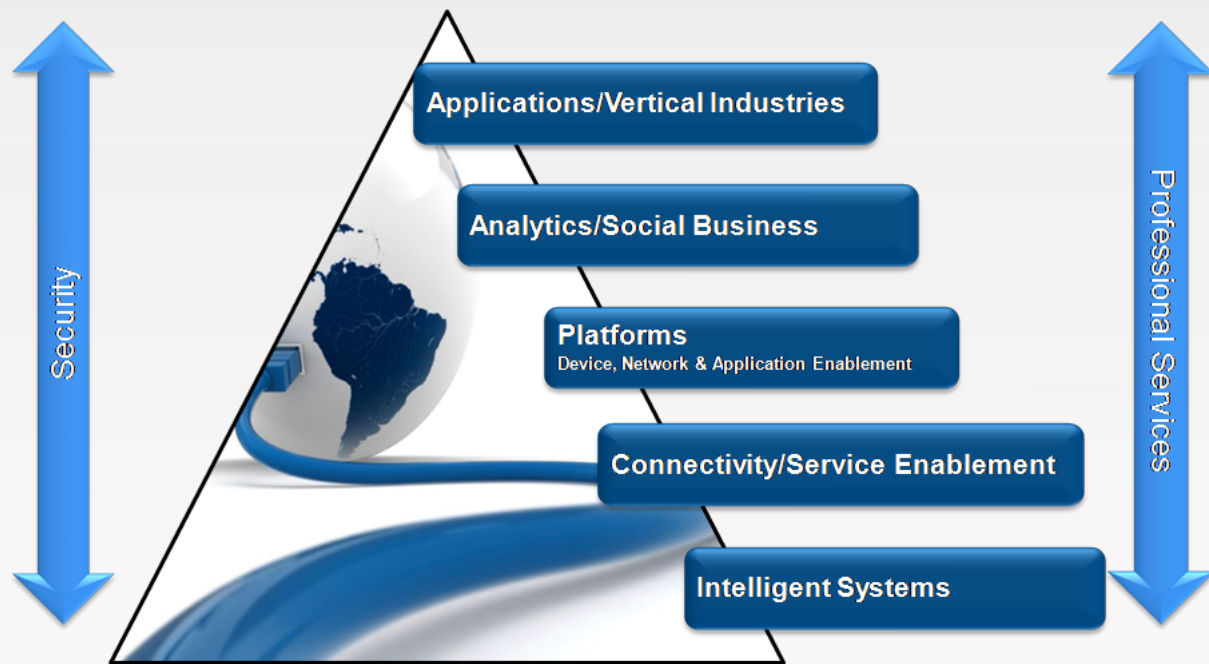 Applications/Vertical Industries
Analytics/Social Business
Platforms
Device, Network & Application Enablement
Connectivity/Service Enablement
Intelligent Systems
Security
Professional Services